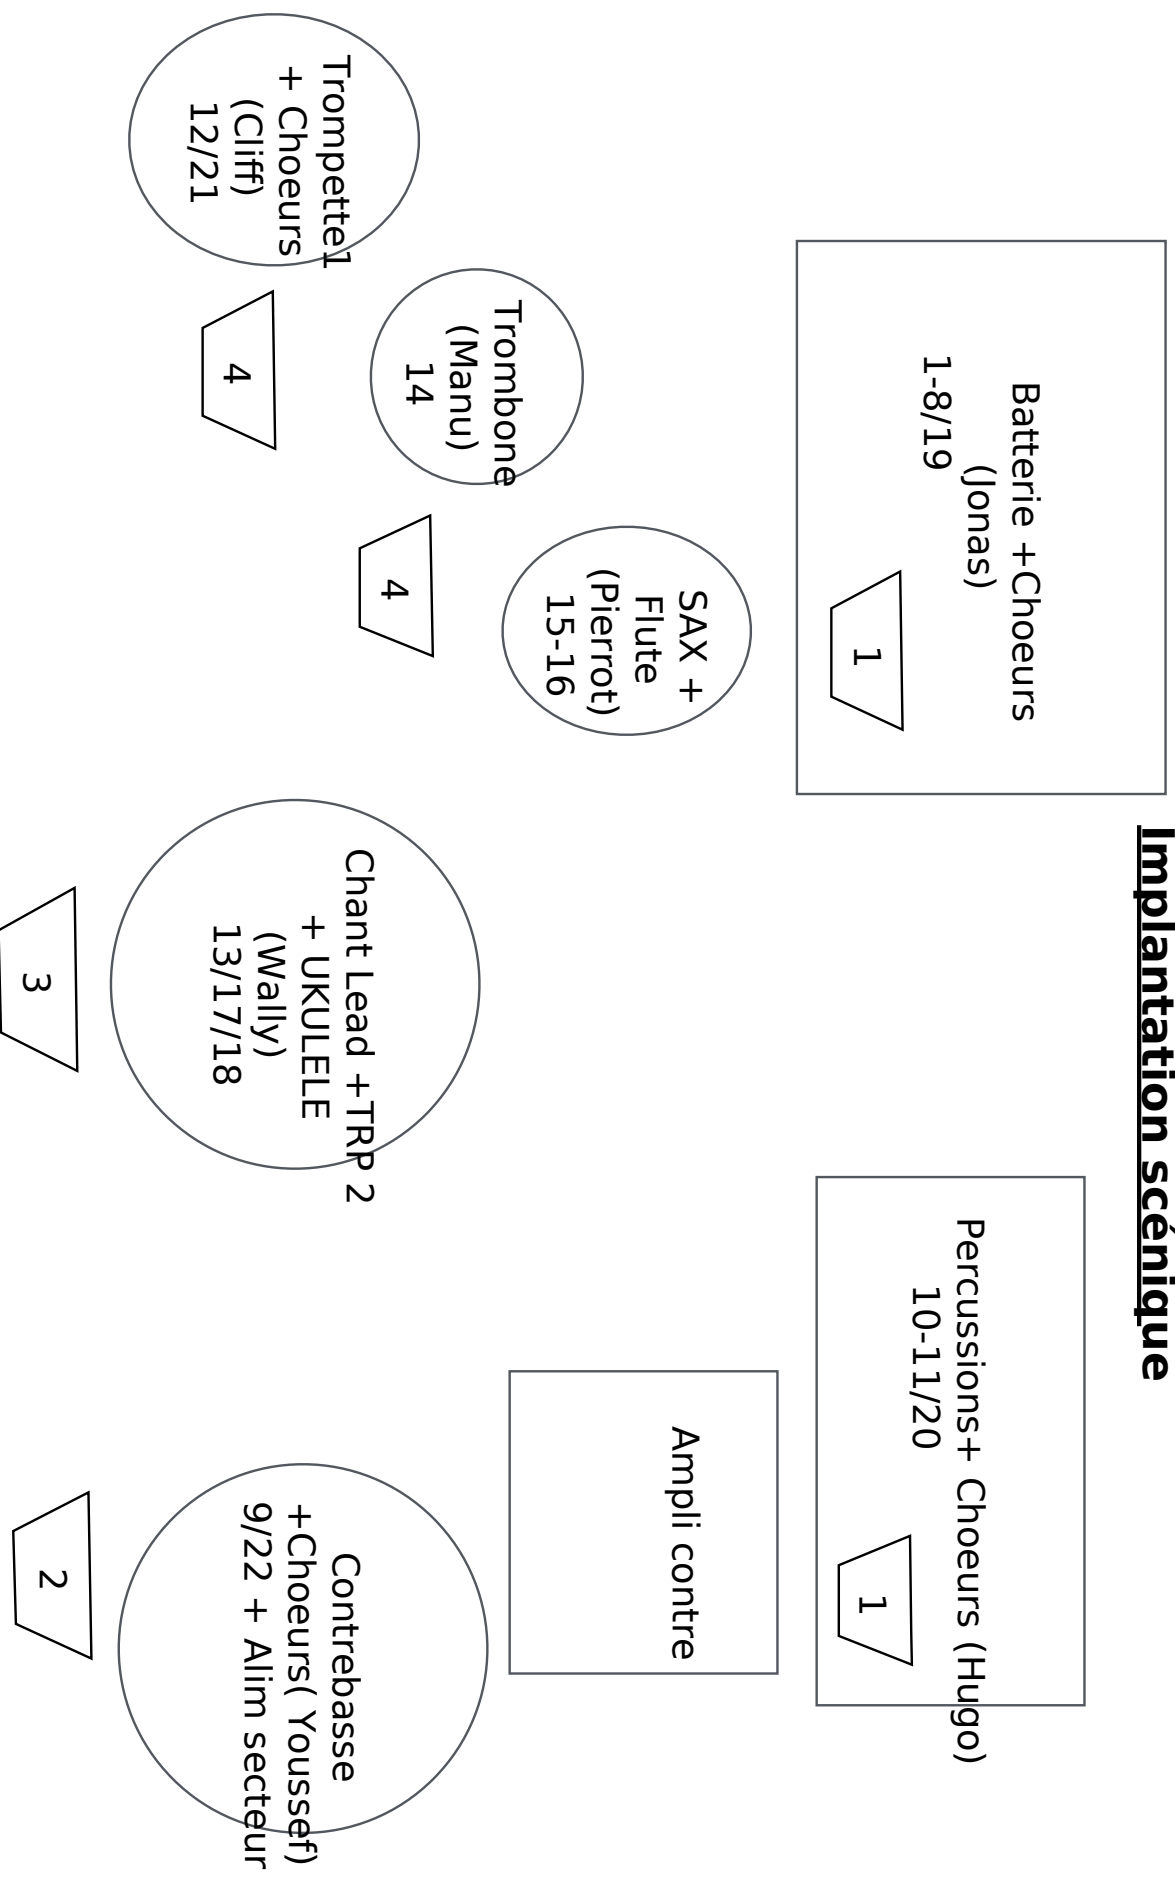 Implantation scénique
Batterie +Choeurs
(Jonas)
1-8/19
1
Percussions+ Choeurs (Hugo)
10-11/20
1
Trompette1
+ Choeurs
(Cliff)
12/21
4
Trombone
(Manu)
14
4
SAX +
Flute
(Pierrot)
15-16
Ampli contre
Chant Lead +TRP 2
+ UKULELE
(Wally)
13/17/18
3
Contrebasse
+Choeurs( Youssef)
9/22 + Alim secteur
2